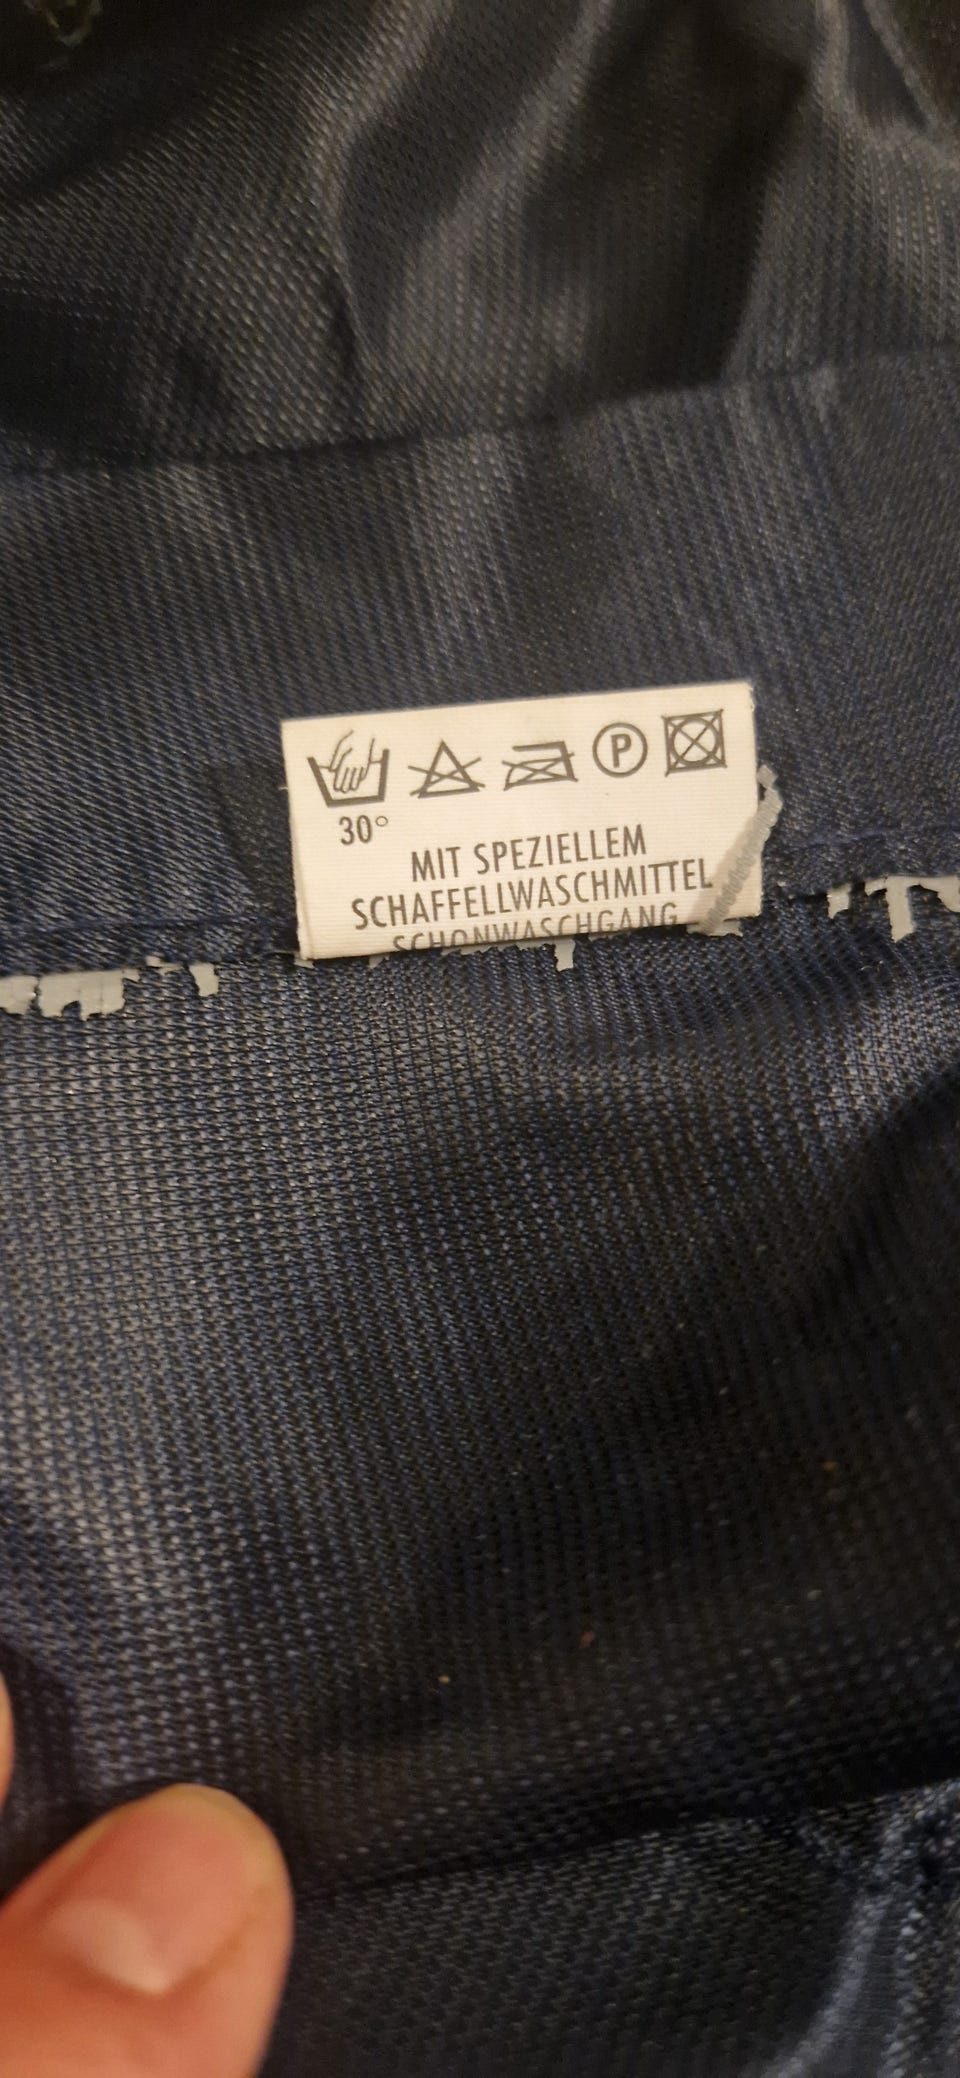 P
30°
MIT SPEZIELLEM
SCHAFFELLWASCHMITTEL
SCHONWASCHGANG